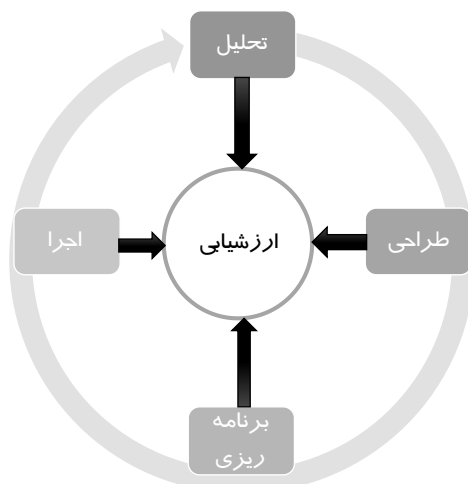 تحلیل
طراحی
ارزشیابی
اجرا
برنامه
ریزی